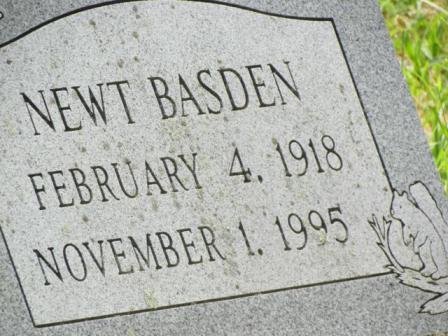 NEWT BASDEN
FEBRUARY 4, 1918
NOVEMBER 1, 1995